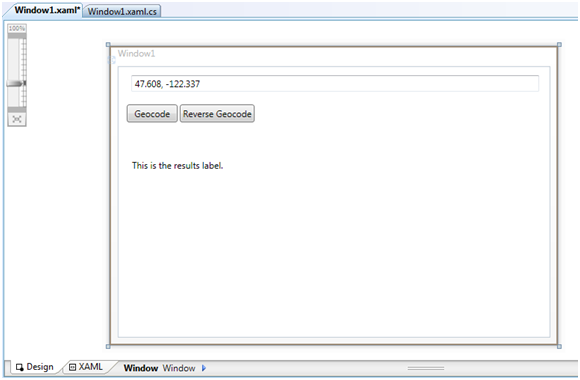 Window1.xaml* Window1.xaml.cs
100%
Window1
47.608, -122.337
Geocode Reverse Geocode
This is the results label.
Design XAML Window Window